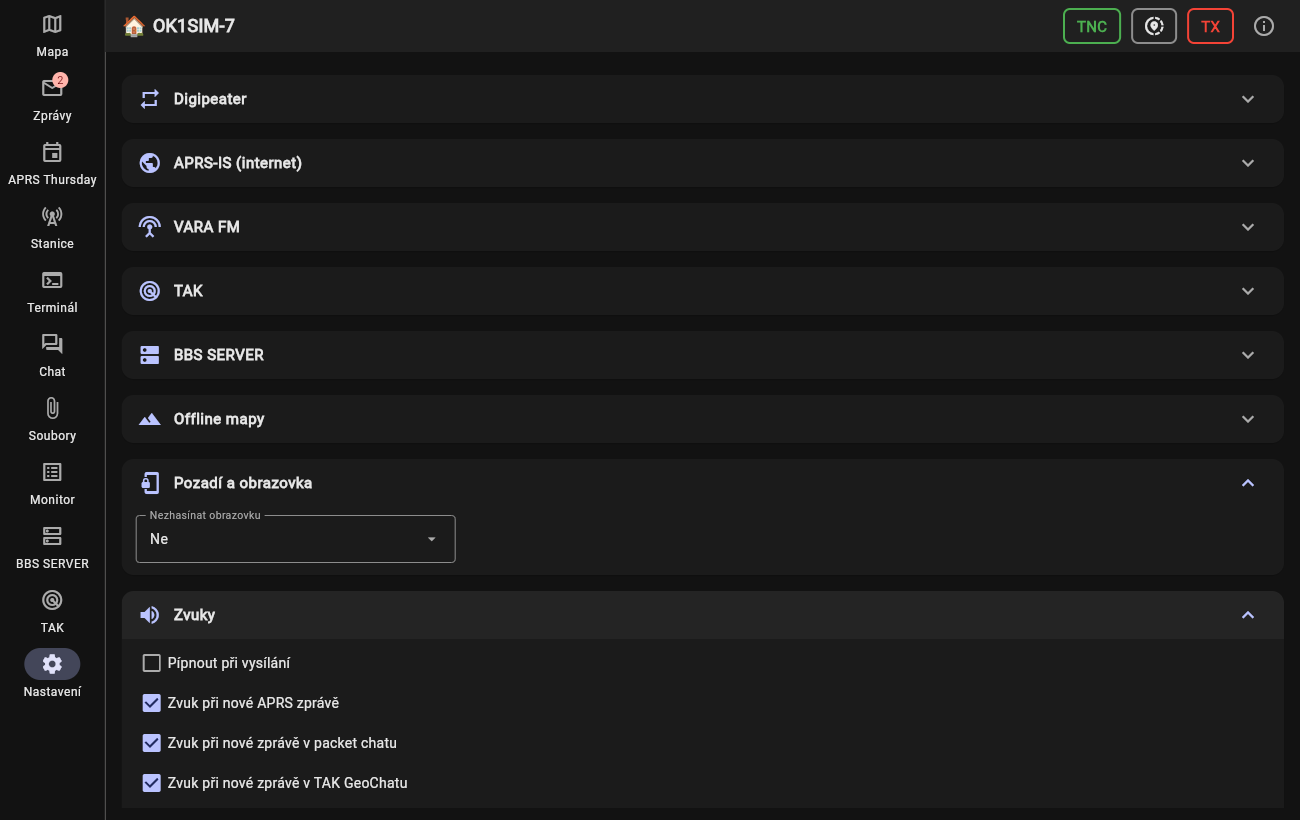 OK1SIM-7
TNC
TX
Mapa
2
Zprávy
APRS Thursday
Stanice
Terminál
Chat
Soubory
Monitor
BBS SERVER
TAK
Nastavení
Digipeater
APRS-IS (internet)
VARA FM
TAK
BBS SERVER
Offline mapy
Pozadí a obrazovka
Nezhasínat obrazovku
Ne
Zvuky
Pípnout při vysílání
Zvuk při nové APRS zprávě
Zvuk při nové zprávě v packet chatu
Zvuk při nové zprávě v TAK GeoChatu